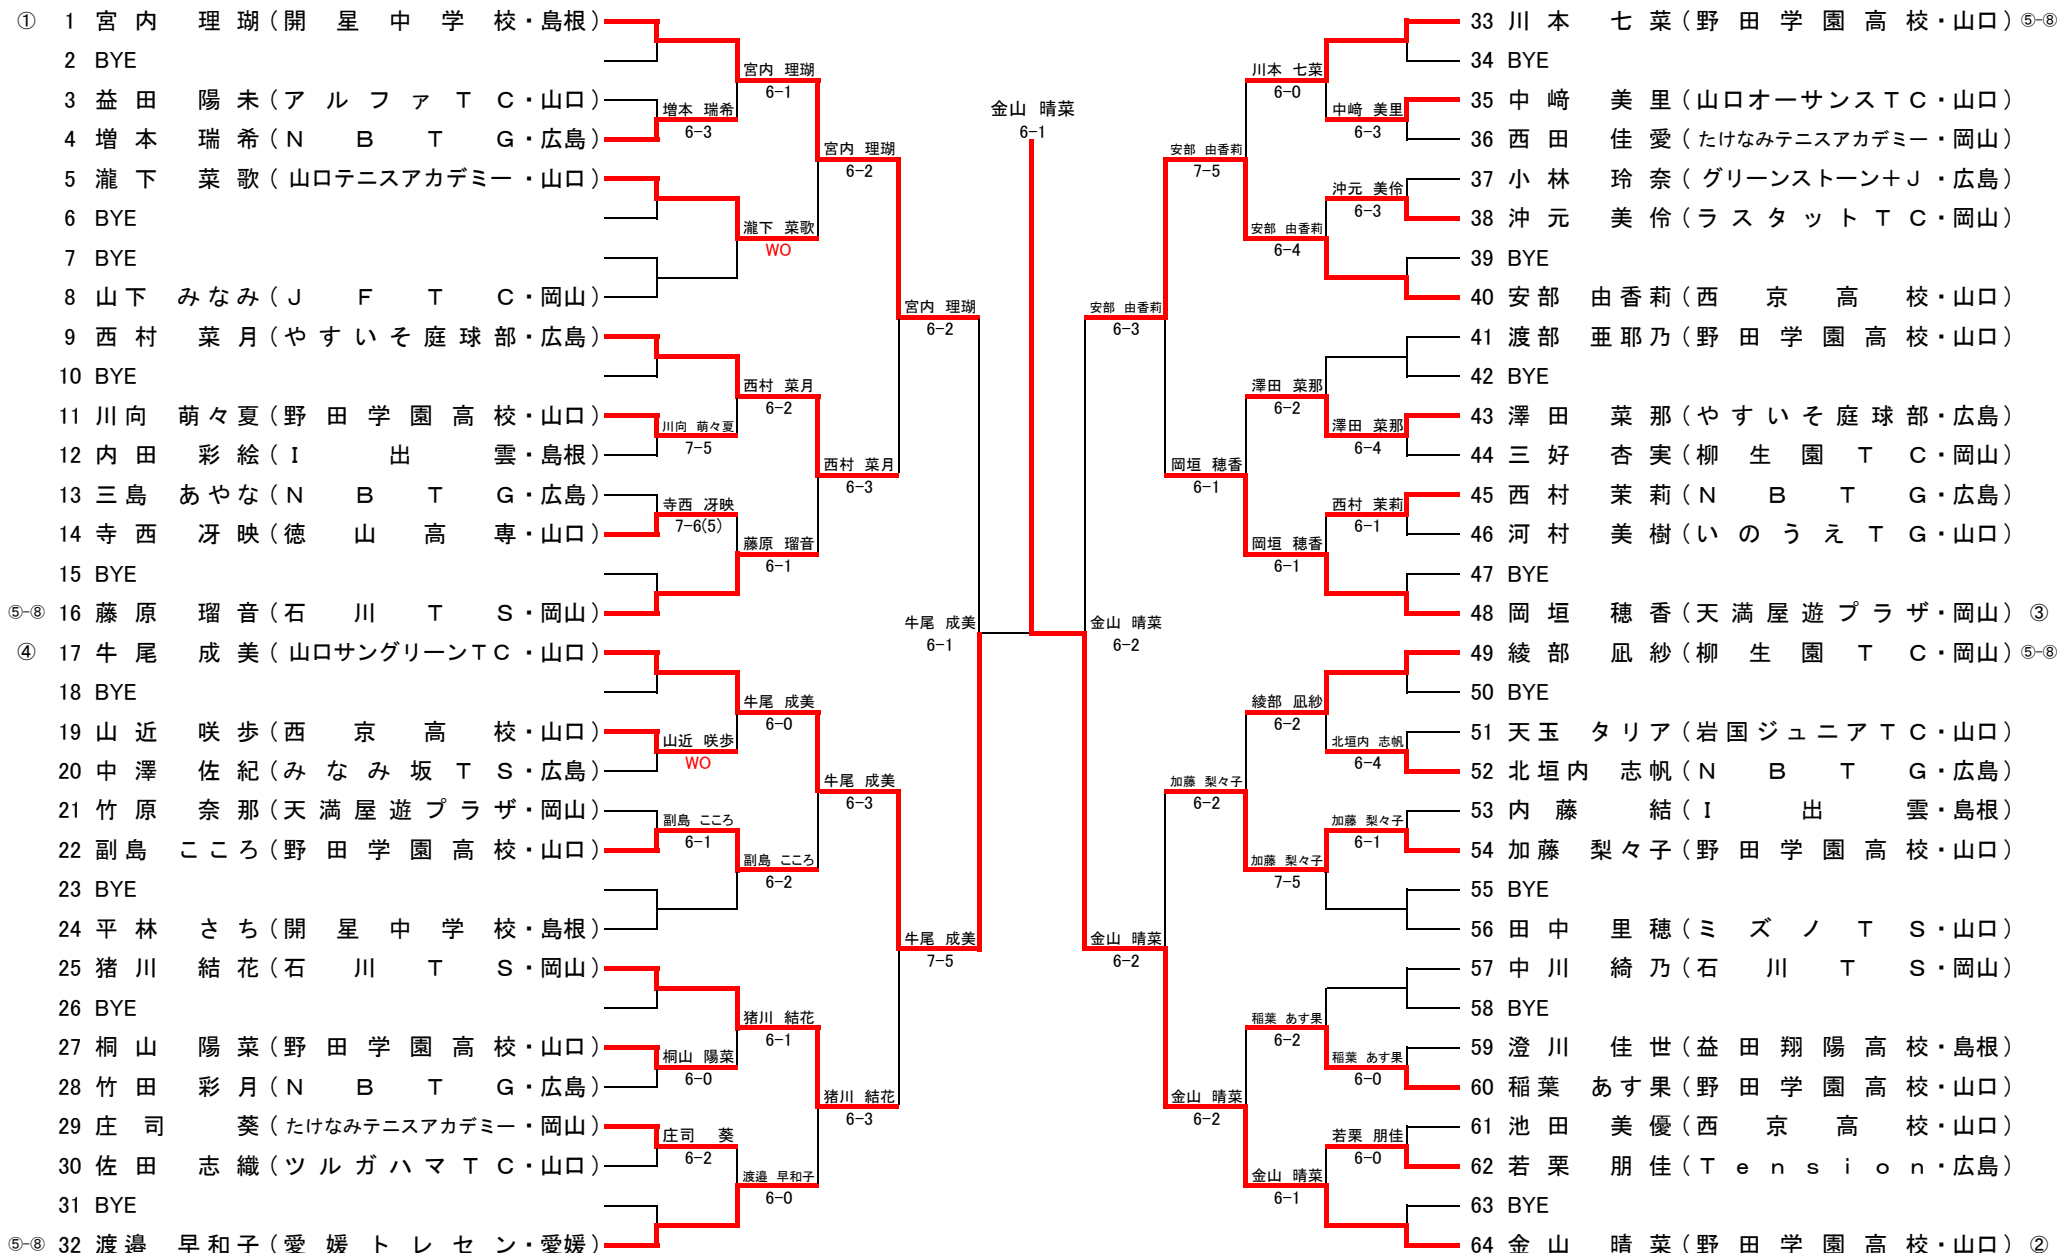 ① 1 宮内 理瑚(開星中学校・島根)
2 BYE
3 益田 陽未(アルファTC・山口)
4 増本 瑞希(NBTG・広島)
5 瀧下 菜歌(山口テニスアカデミー・山口)
6 BYE
7 BYE
8 山下 みなみ(JFTC・岡山)
9 西村 菜月(やすいそ庭球部・広島)
10 BYE
11 川向 萌々夏(野田学園高校・山口)
12 内田 彩絵(I出雲・島根)
13 三島 あやな(NBTG・広島)
14 寺西 冴映(徳山高専・山口)
15 BYE
⑤-⑧ 16 藤原 瑠音(石川TS・岡山)
④ 17 牛尾 成美(山口サングリーンTC・山口)
18 BYE
19 山近 咲歩(西京高校・山口)
20 中澤 佐紀(みなみ坂TS・広島)
21 竹原 奈那(天満屋遊プラザ・岡山)
22 副島 こころ(野田学園高校・山口)
23 BYE
24 平林 さち(開星中学校・島根)
25 猪川 結花(石川TS・岡山)
26 BYE
27 桐山 陽菜(野田学園高校・山口)
28 竹田 彩月(NBTG・広島)
29 庄司 葵(たけなみテニスアカデミー・岡山)
30 佐田 志織(ツルガハマTC・山口)
31 BYE
⑤-⑧ 32 渡邉 早和子(愛媛トレセン・愛媛)
増本 瑞希
6-3
川向 萌々夏
7-5
寺西 冴映
7-6(5)
山近 咲歩
WO
副島 こころ
6-1
桐山 陽菜
6-0
庄司 葵
6-2
宮内 理瑚
6-1
瀧下 菜歌
WO
西村 菜月
6-2
藤原 瑠音
6-1
牛尾 成美
6-0
副島 こころ
6-2
猪川 結花
6-1
渡邉 早和子
6-0
宮内 理瑚
6-2
西村 菜月
6-3
牛尾 成美
6-3
猪川 結花
6-3
宮内 理瑚
6-2
牛尾 成美
7-5
牛尾 成美
6-1
金山 晴菜
6-1
金山 晴菜
6-2
安部 由香莉
6-3
金山 晴菜
6-2
安部 由香莉
7-5
岡垣 穂香
6-1
加藤 梨々子
6-2
金山 晴菜
6-2
川本 七菜
6-0
安部 由香莉
6-4
澤田 菜那
6-2
岡垣 穂香
6-1
綾部 凪紗
6-2
加藤 梨々子
7-5
稲葉 あす果
6-2
金山 晴菜
6-1
中﨑 美里
6-3
沖元 美伶
6-3
澤田 菜那
6-4
西村 茉莉
6-1
北垣内 志帆
6-4
加藤 梨々子
6-1
稲葉 あす果
6-0
若栗 朋佳
6-0
33 川本 七菜(野田学園高校・山口) ⑤-⑧
34 BYE
35 中﨑 美里(山口オーサンスTC・山口)
36 西田 佳愛(たけなみテニスアカデミー・岡山)
37 小林 玲奈(グリーンストーン+J・広島)
38 沖元 美伶(ラスタットTC・岡山)
39 BYE
40 安部 由香莉(西京高校・山口)
41 渡部 亜耶乃(野田学園高校・山口)
42 BYE
43 澤田 菜那(やすいそ庭球部・広島)
44 三好 杏実(柳生園TC・岡山)
45 西村 茉莉(NBTG・広島)
46 河村 美樹(いのうえTG・山口)
47 BYE
48 岡垣 穂香(天満屋遊プラザ・岡山) ③
49 綾部 凪紗(柳生園TC・岡山) ⑤-⑧
50 BYE
51 天玉 タリア(岩国ジュニアTC・山口)
52 北垣内 志帆(NBTG・広島)
53 内藤 結(I出雲・島根)
54 加藤 梨々子(野田学園高校・山口)
55 BYE
56 田中 里穂(ミズノTS・山口)
57 中川 綺乃(石川TS・岡山)
58 BYE
59 澄川 佳世(益田翔陽高校・島根)
60 稲葉 あす果(野田学園高校・山口)
61 池田 美優(西京高校・山口)
62 若栗 朋佳(Tension・広島)
63 BYE
64 金山 晴菜(野田学園高校・山口) ②